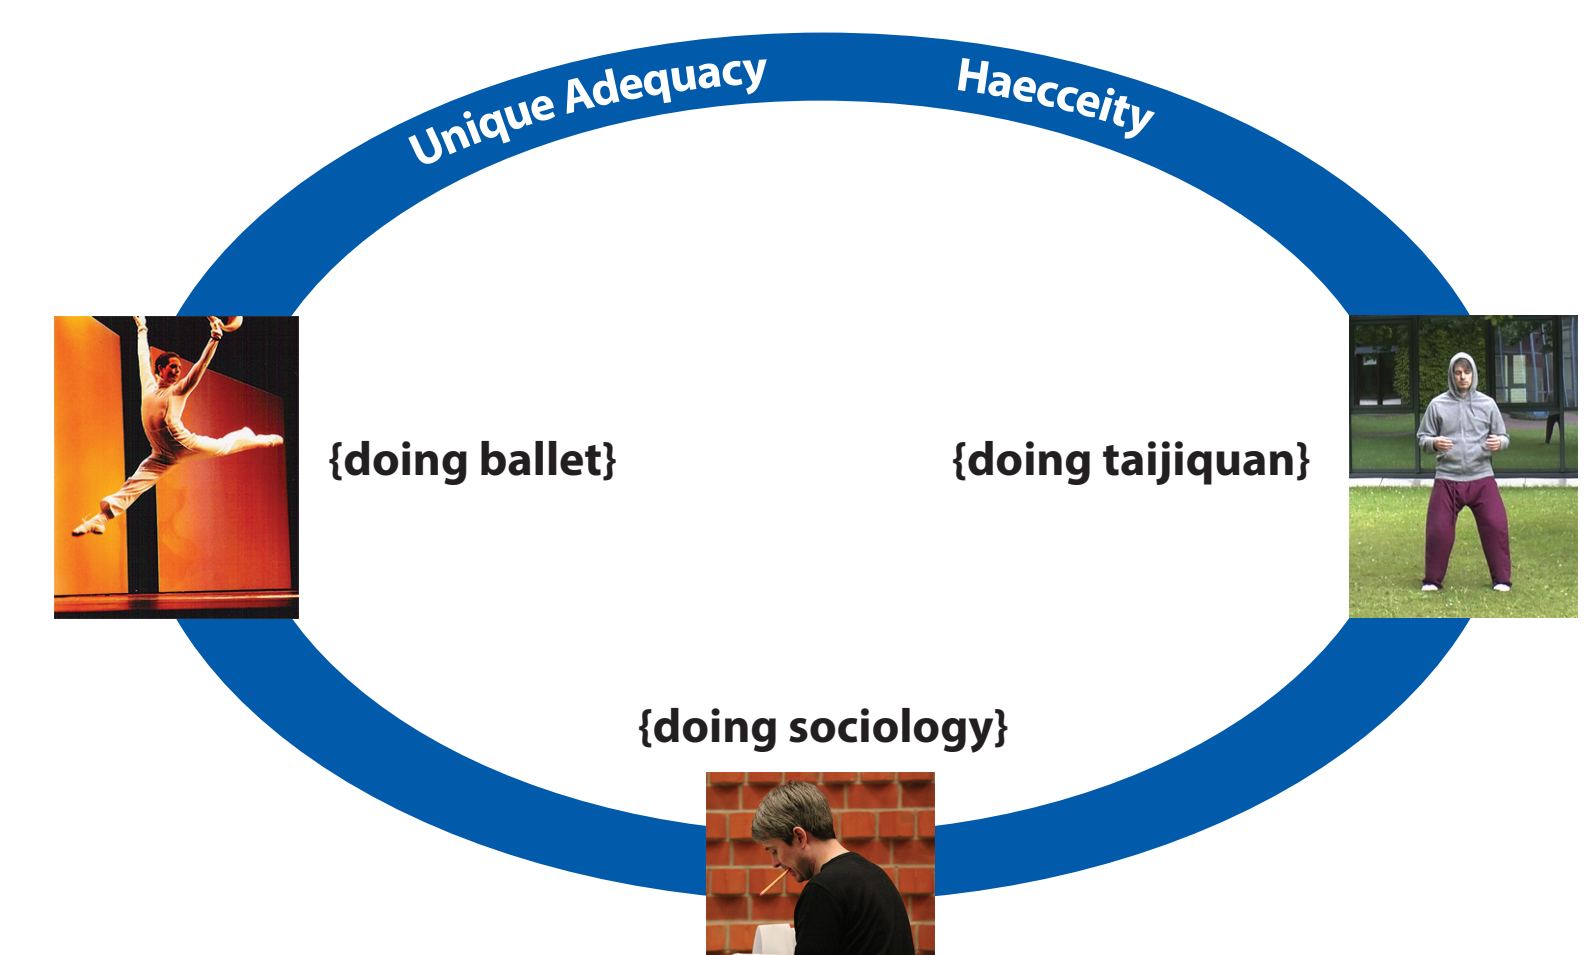 Unique Adequacy
Haecceity
{doing ballet}
{doing taijiquan}
{doing sociology}